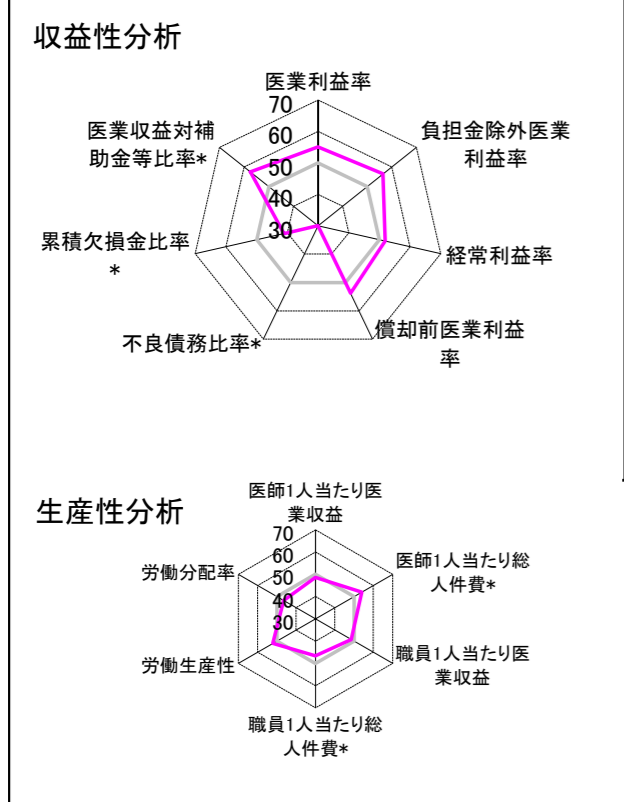 収益性分析
医業利益率
70
60
50
40
30
負担金除外医業
利益率
経常利益率
償却前医業利益
率
不良債務比率*
累積欠損金比率
*
医業収益対補
助金等比率*
生産性分析
医師1人当たり医
業収益
70
60
50
40
30
医師1人当たり総
人件費*
職員1人当たり医
業収益
職員1人当たり総
人件費*
労働生産性
労働分配率